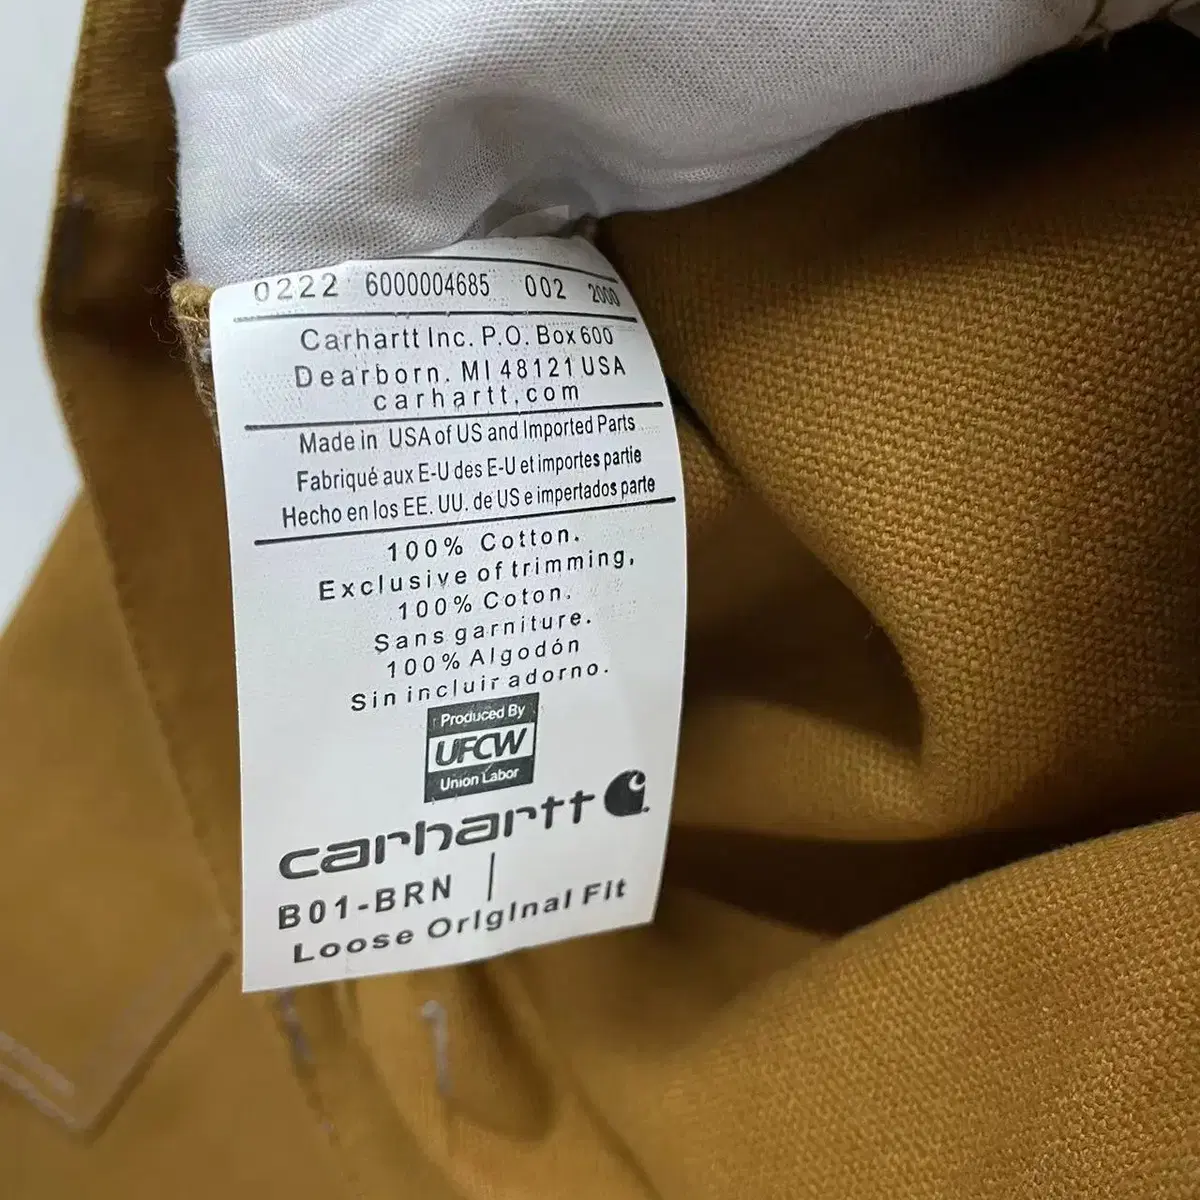 0222 6000004685 002 2000
Carhartt Inc. P.O. Box 600
Dearborn. MI 48121 USA
carhartt.com
Made in USA of US and Imported Parts
Fabriqué aux E-U des E-U et importes partie
Hecho en los EE. UU. de US e impertados parte
100% Cotton.
Exclusive of trimming,
100% Coton.
Sans garniture.
100% Algodón
Sin incluir adorno.
Produced By
UFCW
Union Labor
carhartt
B01-BRN |
Loose OrIgInal FIt